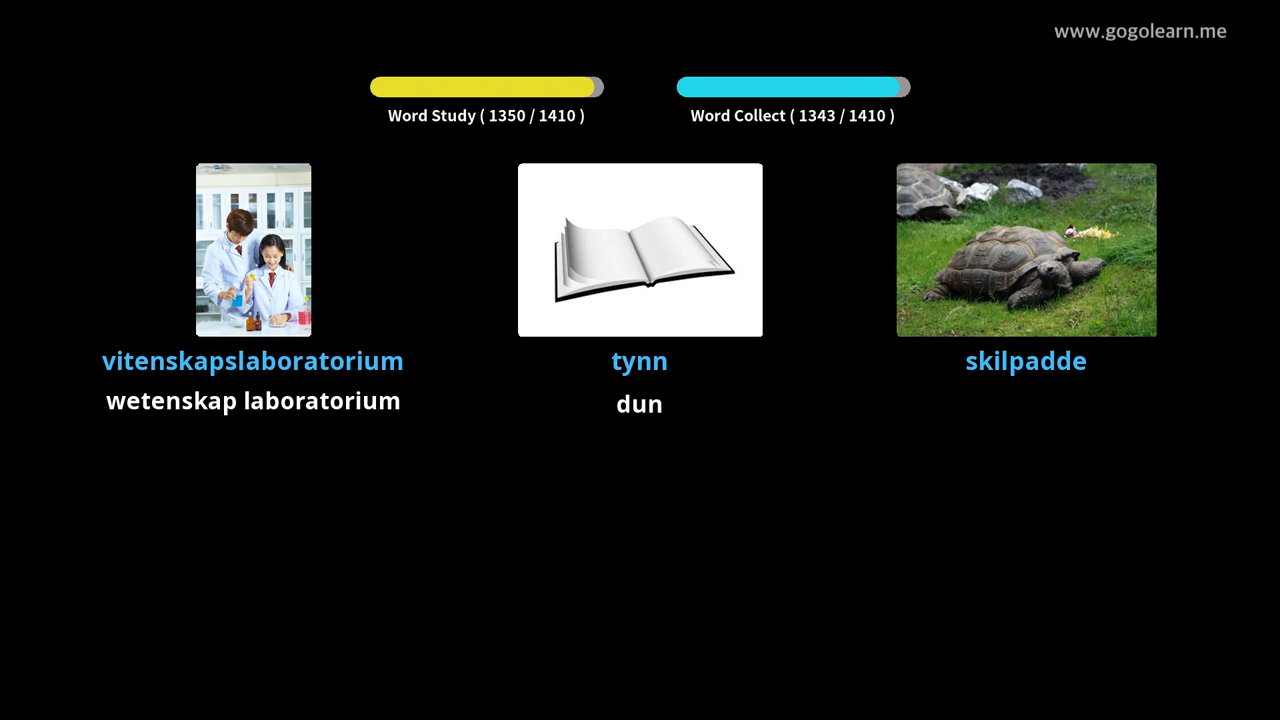 www.gogolearn.me
Word Study ( 1350 / 1410 )
Word Collect ( 1343 / 1410 )
vitenskapslaboratorium
wetenskap laboratorium
tynn
dun
skilpadde